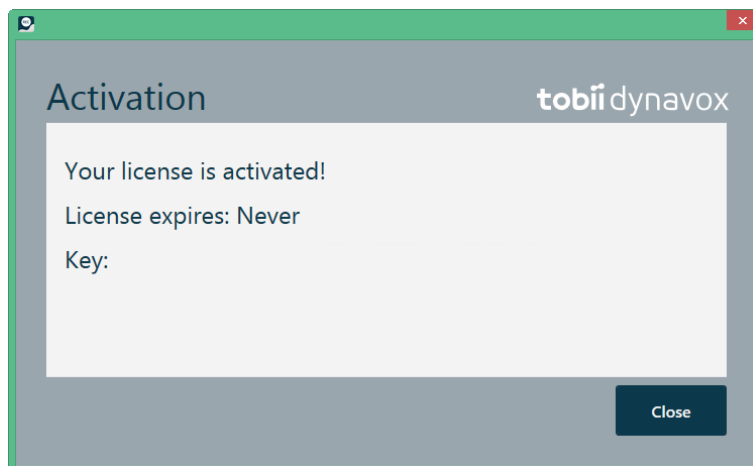 Activation
tobii dynavox
Your license is activated!
License expires: Never
Key:
Close